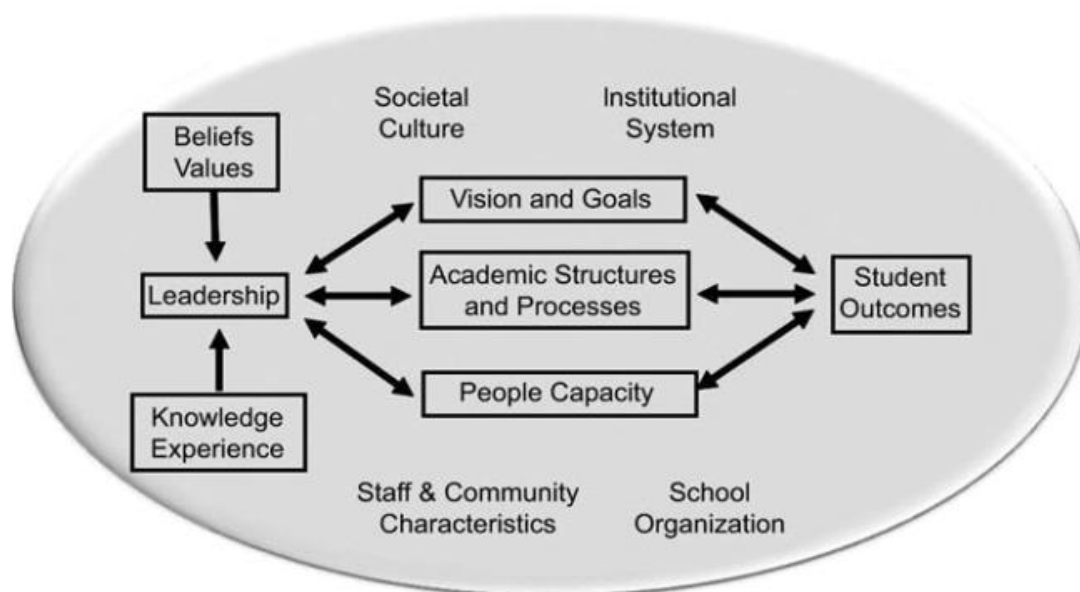 Societal
Culture
Institutional
System
Beliefs
Values
Vision and Goals
Leadership
Academic Structures
and Processes
Student
Outcomes
People Capacity
Knowledge
Experience
Staff & Community
Characteristics
School
Organization